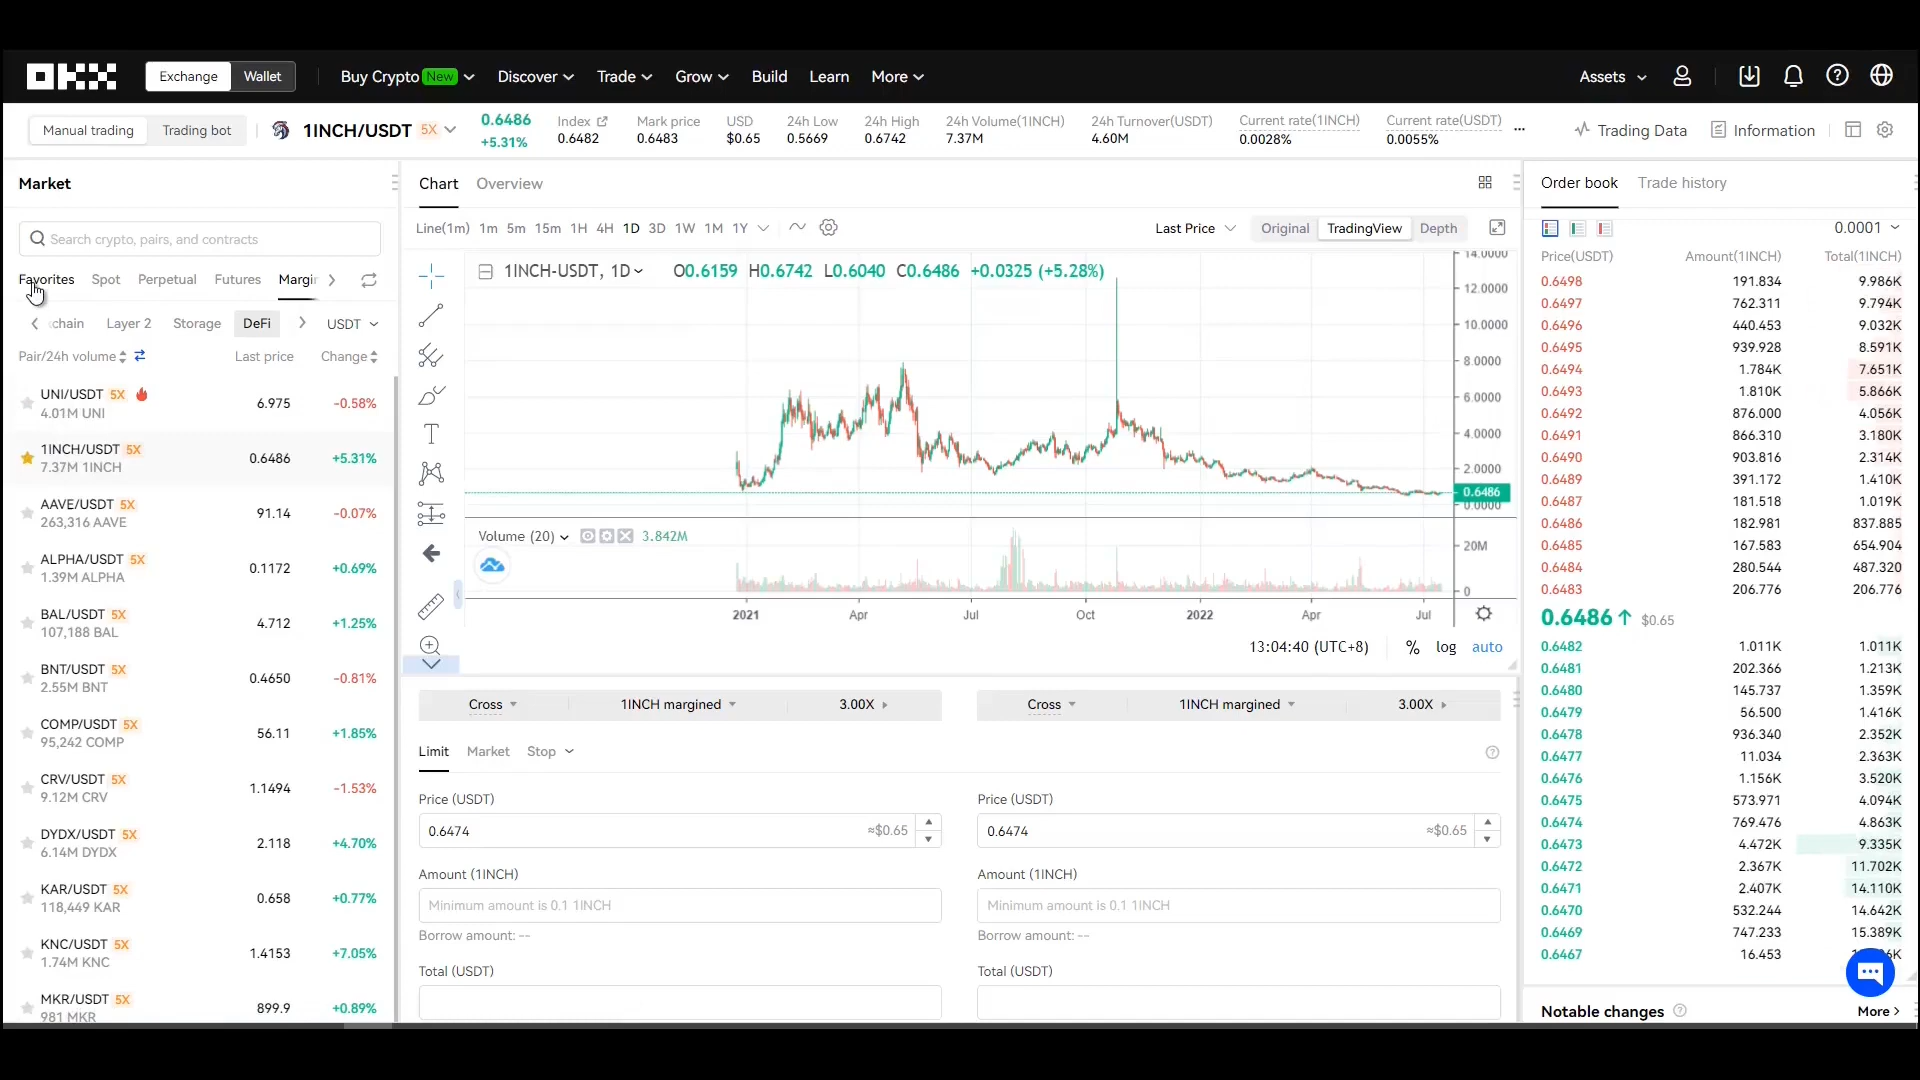 OKX
Exchange Wallet Buy Crypto New Discover Trade Grow Build Learn More Assets
Manual trading Trading bot 1INCH/USDT 5X 0.6486 +5.31% Index 0.6482 Mark price 0.6483 USD $0.65 24h Low 0.5669 24h High 0.6742 24h Volume(1INCH) 7.37M 24h Turnover(USDT) 4.60M Current rate(1INCH) 0.0028% Current rate(USDT) 0.0055% ... Trading Data Information
Market
Search crypto, pairs, and contracts
Favorites Spot Perpetual Futures Margin
chain Layer 2 Storage DeFi USDT
Pair/24h volume Last price Change
UNI/USDT 5X 6.975 -0.58%
4.01M UNI
1INCH/USDT 5X 0.6486 +5.31%
7.37M 1INCH
AAVE/USDT 5X 91.14 -0.07%
263,316 AAVE
ALPHA/USDT 5X 0.1172 +0.69%
1.39M ALPHA
BAL/USDT 5X 4.712 +1.25%
107,188 BAL
BNT/USDT 5X 0.4650 -0.81%
2.55M BNT
COMP/USDT 5X 56.11 +1.85%
95,242 COMP
CRV/USDT 5X 1.1494 -1.53%
9.12M CRV
DYDX/USDT 5X 2.118 +4.70%
6.14M DYDX
KAR/USDT 5X 0.658 +0.77%
118,449 KAR
KNC/USDT 5X 1.4153 +7.05%
1.74M KNC
MKR/USDT 5X 899.9 +0.89%
981 MKR
Chart Overview
Line(1m) 1m 5m 15m 1H 4H 1D 3D 1W 1M 1Y Last Price Original TradingView Depth
1INCH-USDT, 1D O0.6159 H0.6742 L0.6040 C0.6486 +0.0325 (+5.28%)
14.0000
12.0000
10.0000
8.0000
6.0000
4.0000
2.0000
0.6486
0.0000
Volume (20) 3.842M
20M
0
2021 Apr Jul Oct 2022 Apr Jul
13:04:40 (UTC+8) % log auto
Cross 1INCH margined 3.00X Cross 1INCH margined 3.00X
Limit Market Stop
Price (USDT) Price (USDT)
0.6474 ≈$0.65 0.6474 ≈$0.65
Amount (1INCH) Amount (1INCH)
Minimum amount is 0.1 1INCH Minimum amount is 0.1 1INCH
Borrow amount: -- Borrow amount: --
Total (USDT) Total (USDT)
Order book Trade history
0.0001
Price(USDT) Amount(1INCH) Total(1INCH)
0.6498 191.834 9.986K
0.6497 762.311 9.794K
0.6496 440.453 9.032K
0.6495 939.928 8.591K
0.6494 1.784K 7.651K
0.6493 1.810K 5.866K
0.6492 876.000 4.056K
0.6491 866.310 3.180K
0.6490 903.816 2.314K
0.6489 391.172 1.410K
0.6487 181.518 1.019K
0.6486 182.981 837.885
0.6485 167.583 654.904
0.6484 280.544 487.320
0.6483 206.776 206.776
0.6486 $0.65
0.6482 1.011K 1.011K
0.6481 202.366 1.213K
0.6480 145.737 1.359K
0.6479 56.500 1.416K
0.6478 936.340 2.352K
0.6477 11.034 2.363K
0.6476 1.156K 3.520K
0.6475 573.971 4.094K
0.6474 769.476 4.863K
0.6473 4.472K 9.335K
0.6472 2.367K 11.702K
0.6471 2.407K 14.110K
0.6470 532.244 14.642K
0.6469 747.233 15.389K
0.6467 16.453
Notable changes More